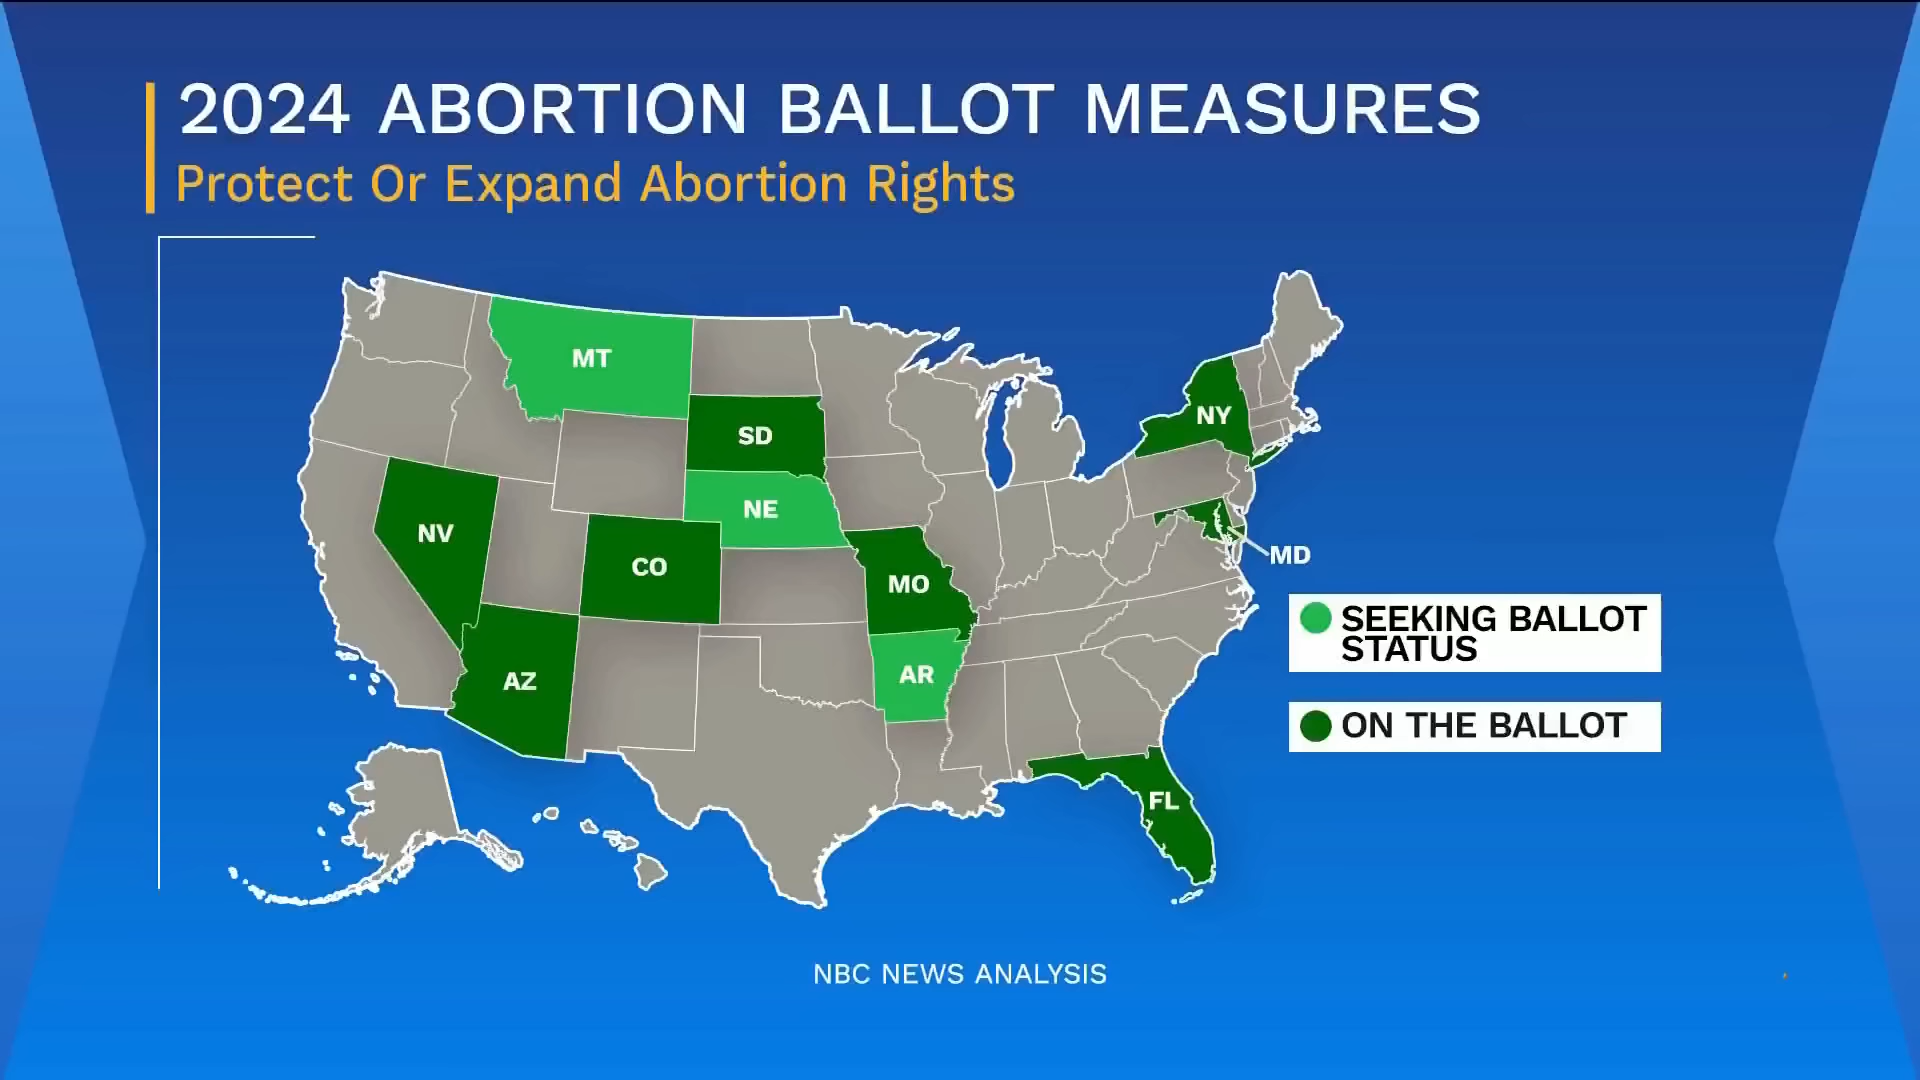 2024 ABORTION BALLOT MEASURES
Protect Or Expand Abortion Rights
MT
SD
NY
NE
NV
CO
MD
MO
SEEKING BALLOT
STATUS
AR
AZ
ON THE BALLOT
FL
NBC NEWS ANALYSIS